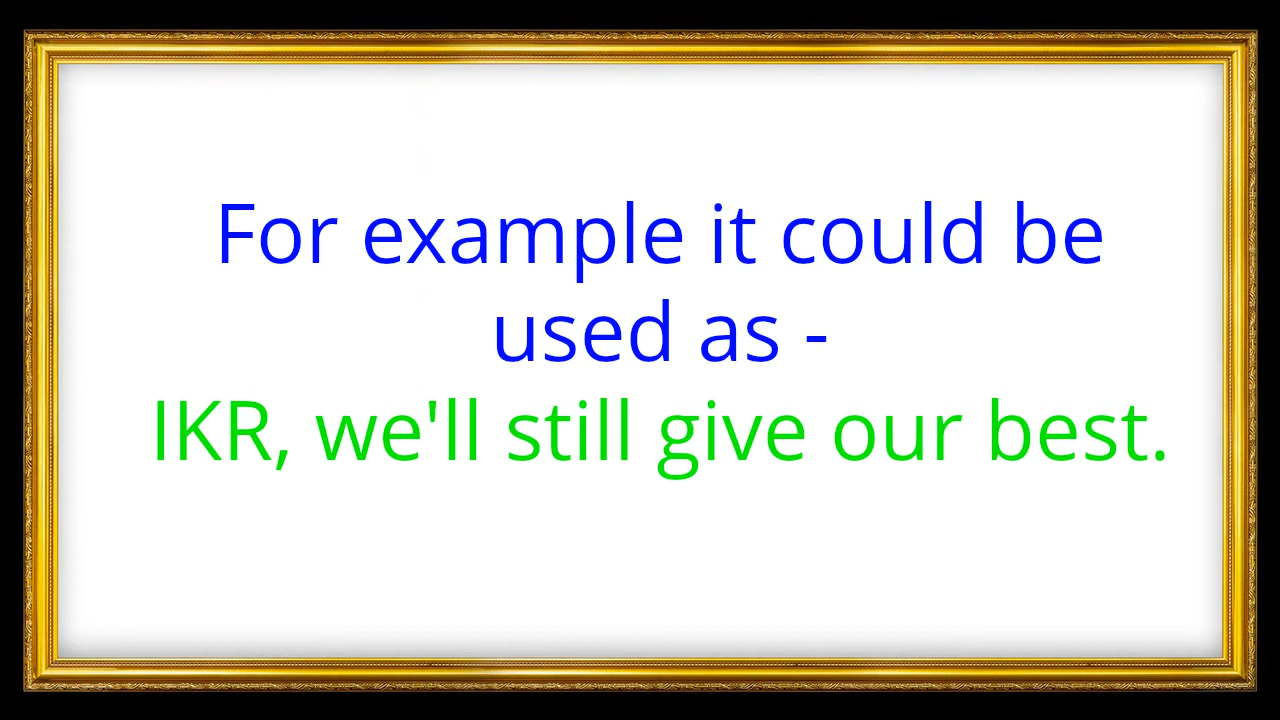 For example it could be
used as -
IKR, we'll still give our best.